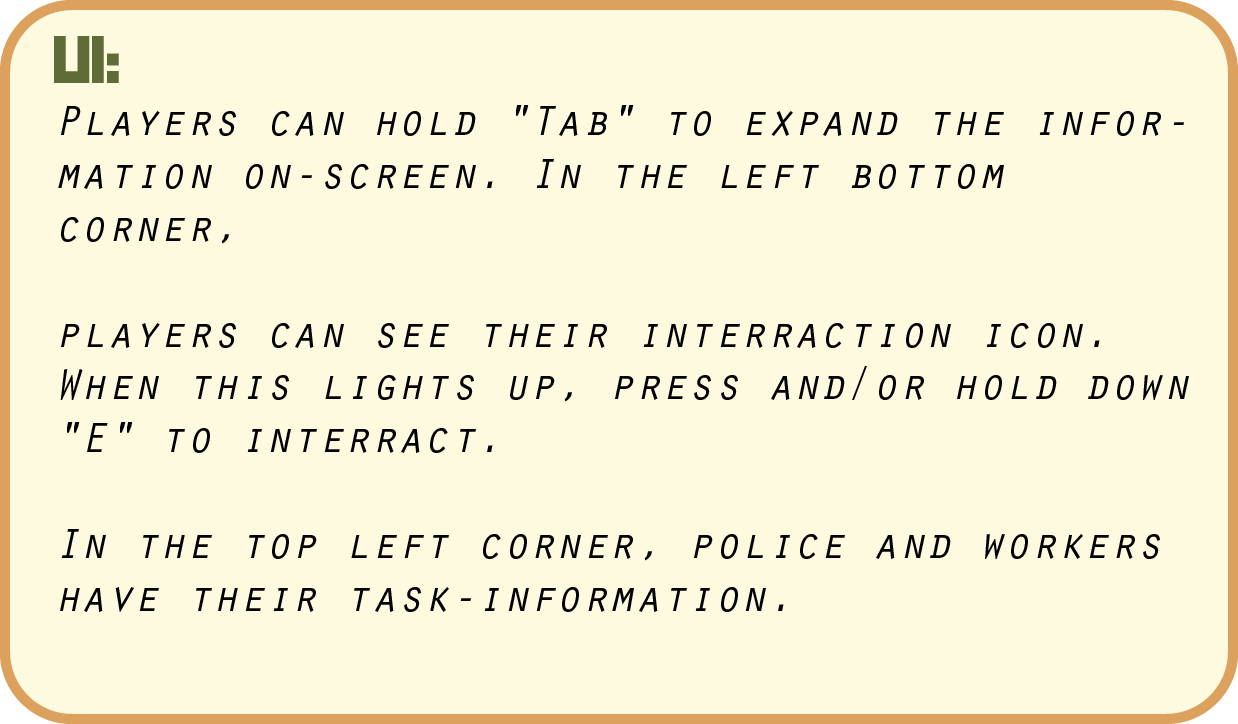 UI:
Players can hold "Tab" to expand the infor-
mation on-screen. In the left bottom
corner,
players can see their interraction icon.
When this lights up, press and/or hold down
"E" to interract.
In the top left corner, police and workers
have their task-information.